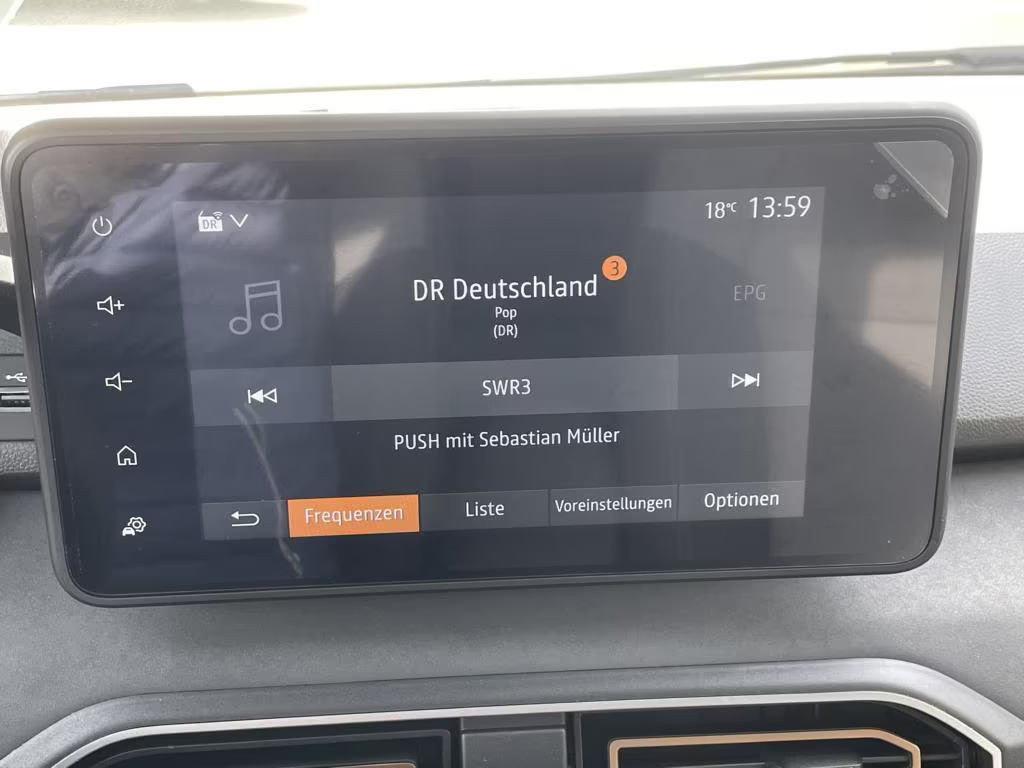 DR
18°C 13:59
DR Deutschland 3
Pop
(DR)
EPG
SWR3
PUSH mit Sebastian Müller
Frequenzen Liste Voreinstellungen Optionen